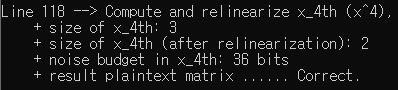 Line 118 --> Compute and relinearize x_4th (x^4),
+ size of x_4th: 3
+ size of x_4th (after relinearization): 2
+ noise budget in x_4th: 36 bits
+ result plaintext matrix ...... Correct.